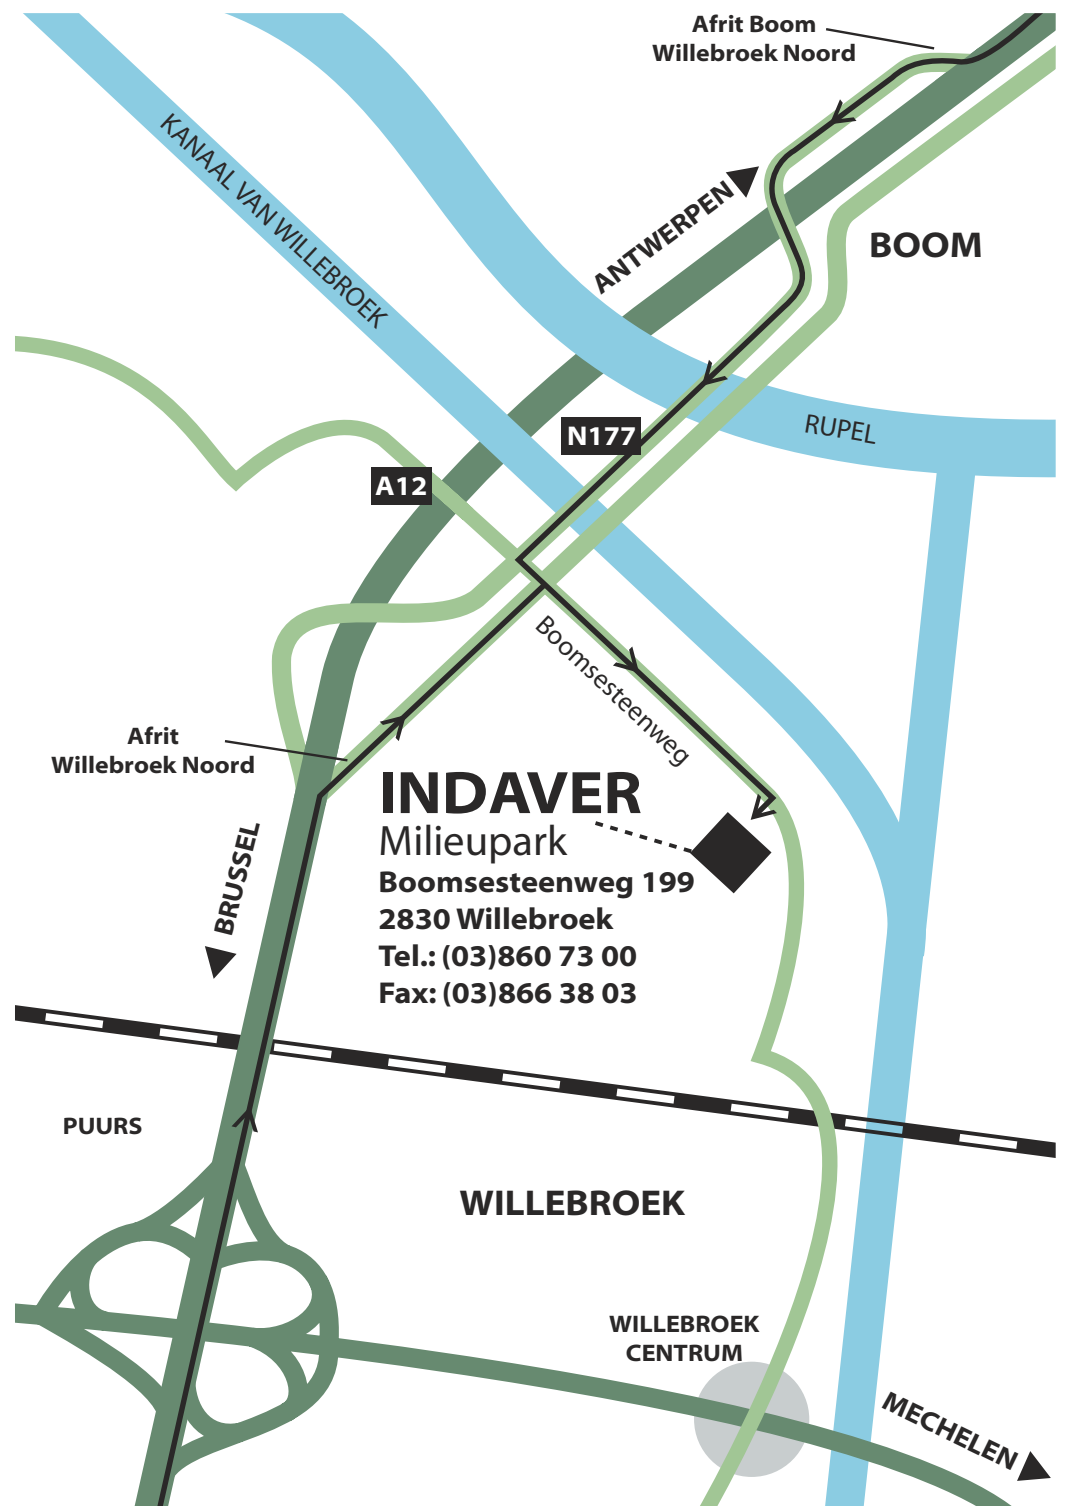 Afrit Boom
Willebroek Noord
KANAAL VAN WILLEBROEK
ANTWERPEN
BOOM
RUPEL
N177
A12
Boomsesteenweg
Afrit
Willebroek Noord
INDAVER
Milieupark
Boomsesteenweg 199
2830 Willebroek
Tel.: (03)860 73 00
Fax: (03)866 38 03
BRUSSEL
PUURS
WILLEBROEK
WILLEBROEK
CENTRUM
MECHELEN